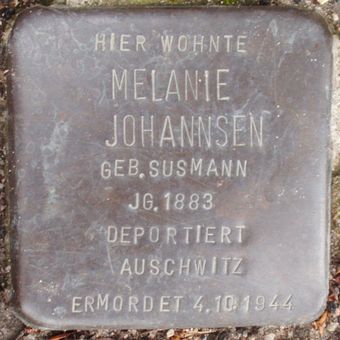 HIER WOHNTE
MELANIE
JOHANNSEN
GEB. SUSMANN
JG. 1883
DEPORTIERT
AUSCHWITZ
ERMORDET 4.10.1944